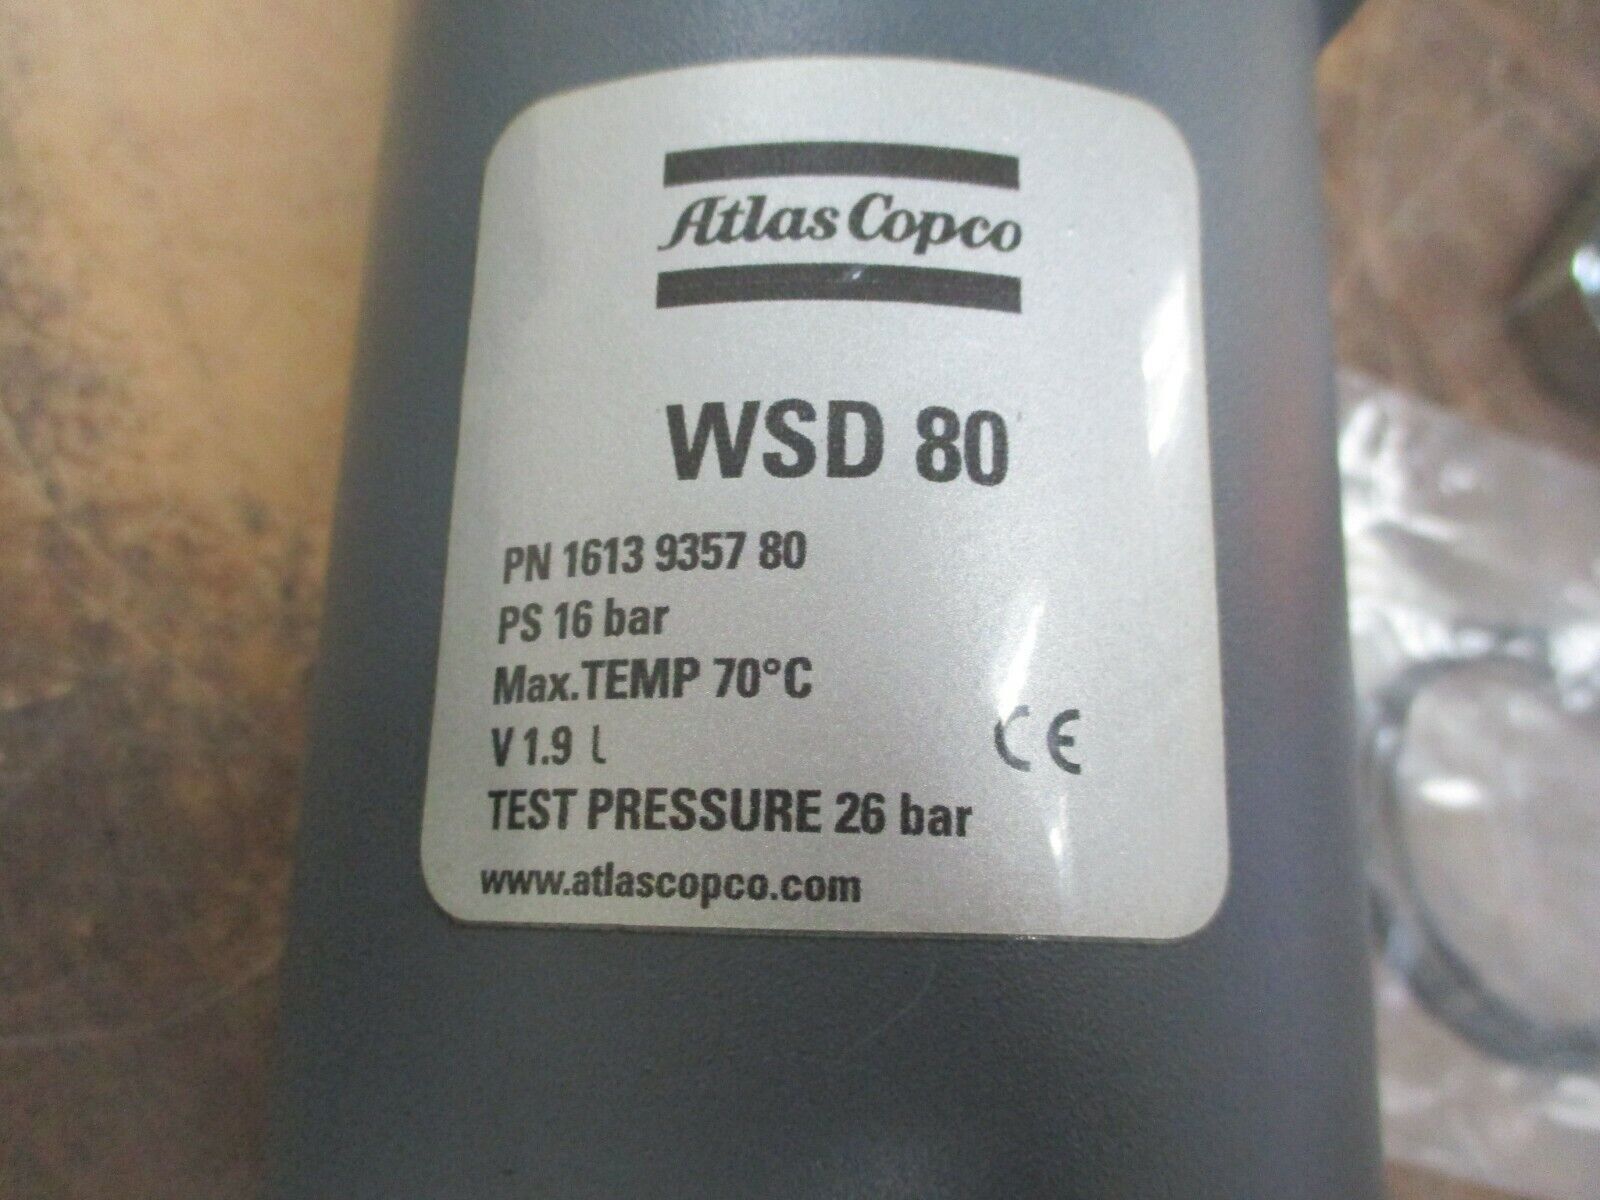 Atlas Copco
WSD 80
PN 1613 9357 80
PS 16 bar
Max.TEMP 70°C
V 1.9 l
CE
TEST PRESSURE 26 bar
www.atlascopco.com